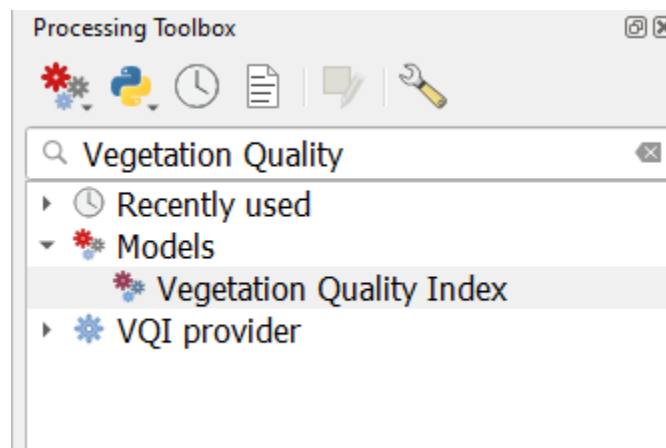 Processing Toolbox
Vegetation Quality
Recently used
Models
Vegetation Quality Index
VQI provider